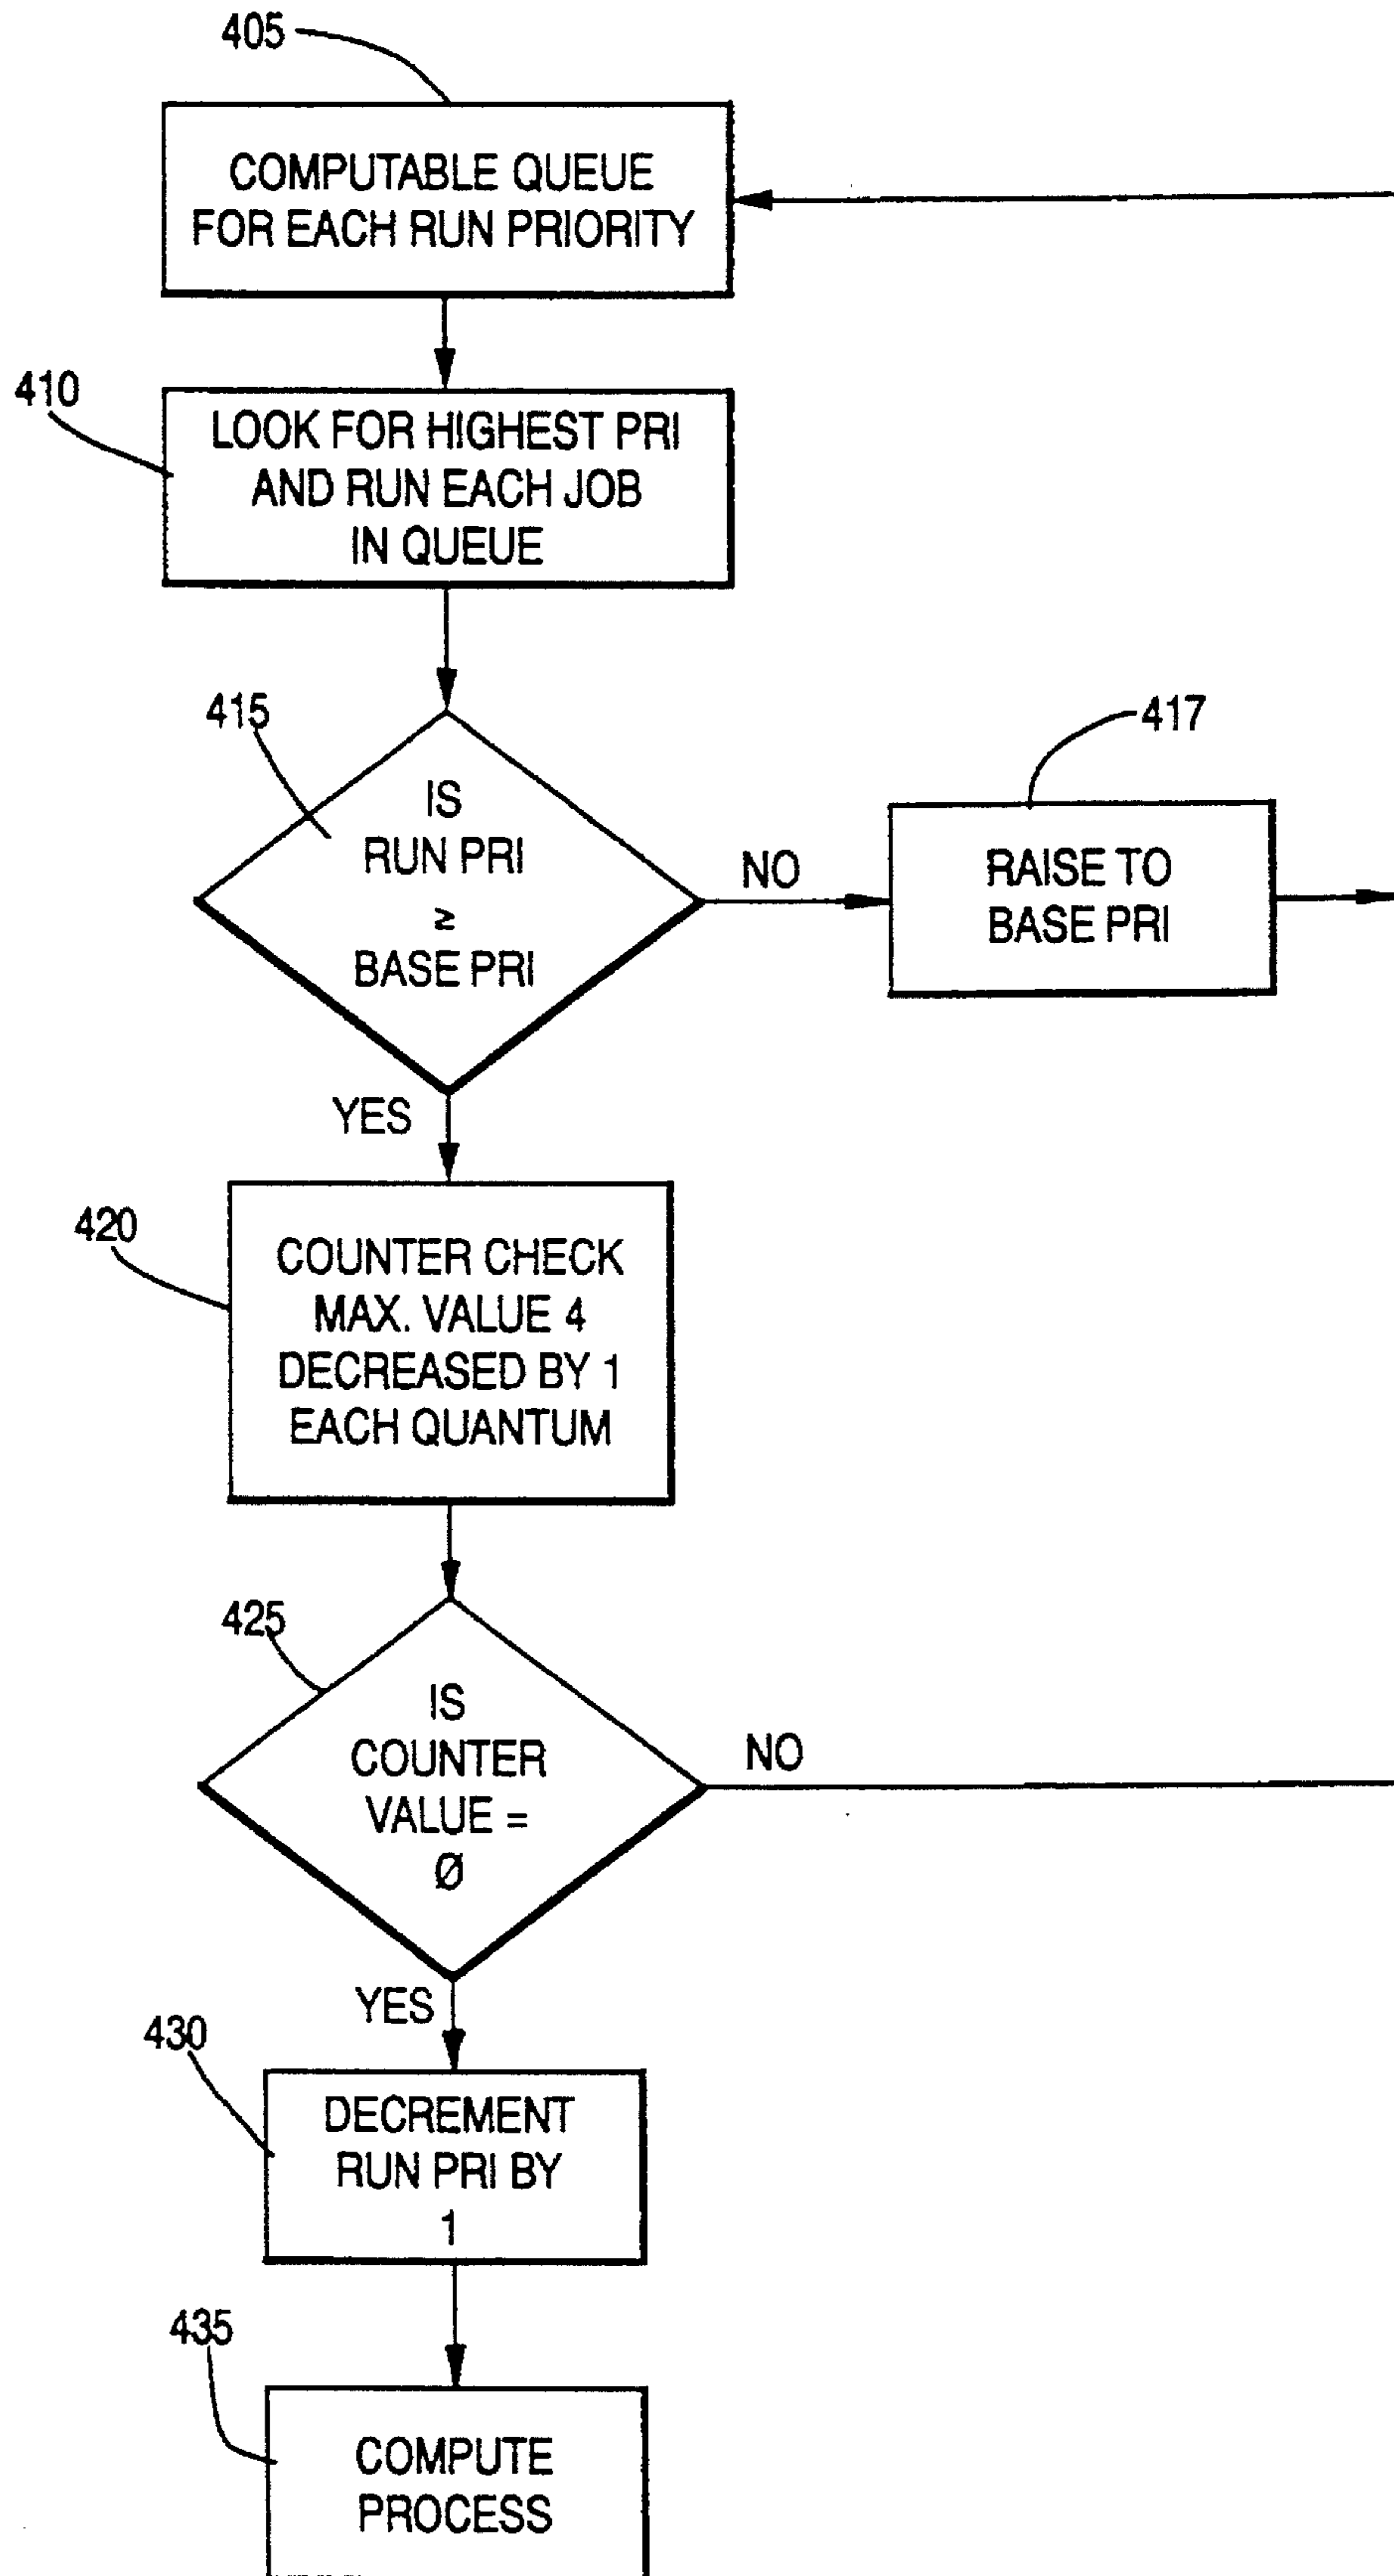 405
COMPUTABLE QUEUE
FOR EACH RUN PRIORITY
410
LOOK FOR HIGHEST PRI
AND RUN EACH JOB
IN QUEUE
415
IS
RUN PRI
≥
BASE PRI
NO
417
RAISE TO
BASE PRI
YES
420
COUNTER CHECK
MAX. VALUE 4
DECREASED BY 1
EACH QUANTUM
425
IS
COUNTER
VALUE =
Ø
NO
YES
430
DECREMENT
RUN PRI BY
1
435
COMPUTE
PROCESS